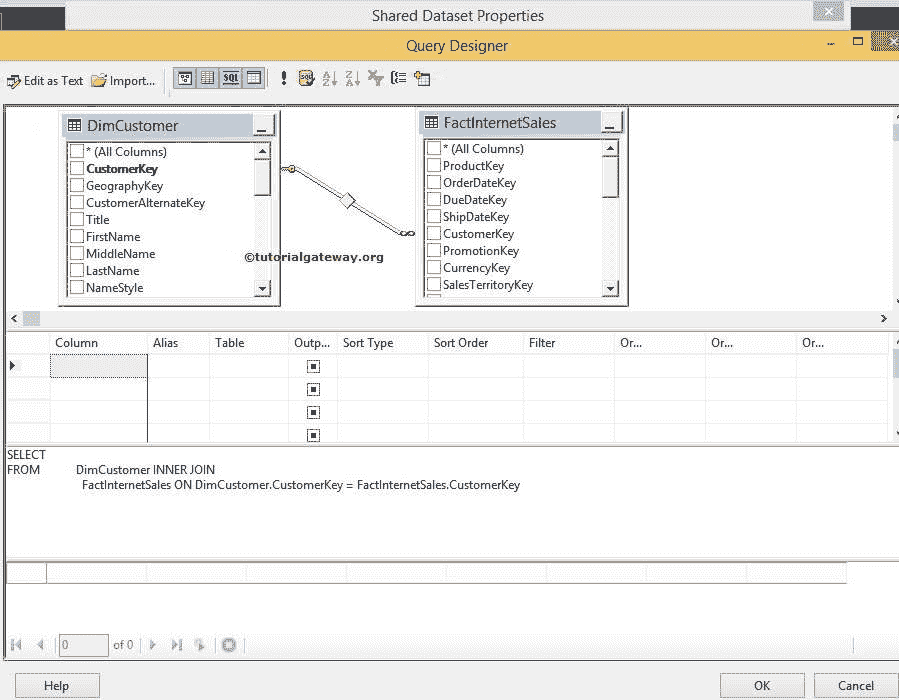 Shared Dataset Properties
Query Designer
Edit as Text Import... SQL
DimCustomer
* (All Columns)
CustomerKey
GeographyKey
CustomerAlternateKey
Title
FirstName
MiddleName
LastName
NameStyle
FactInternetSales
* (All Columns)
ProductKey
OrderDateKey
DueDateKey
ShipDateKey
CustomerKey
PromotionKey
CurrencyKey
SalesTerritoryKey
©tutorialgateway.org
Column Alias Table Outp... Sort Type Sort Order Filter Or... Or... Or...
SELECT
FROM DimCustomer INNER JOIN
FactInternetSales ON DimCustomer.CustomerKey = FactInternetSales.CustomerKey
0 of 0
Help OK Cancel